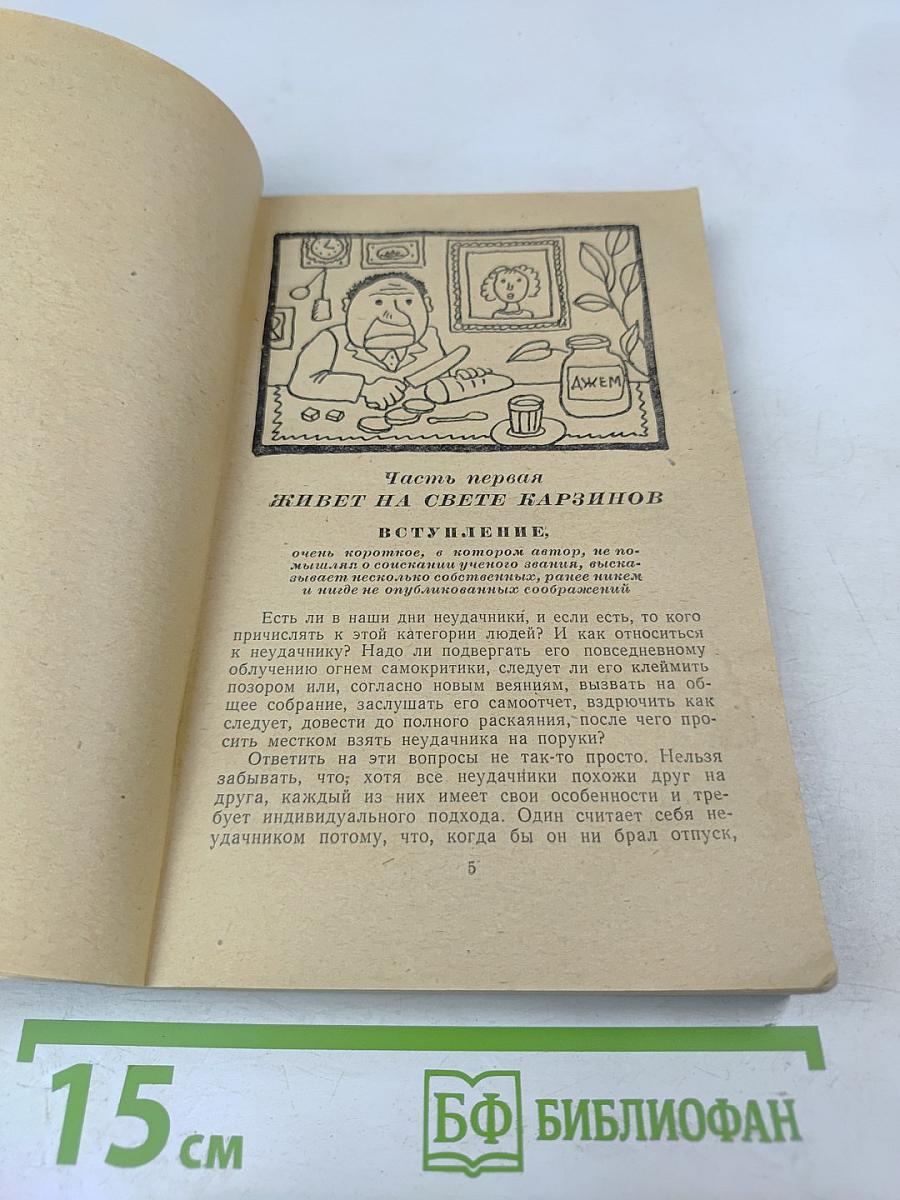 ДЖЕМ
Часть первая
ЖИВЕТ НА СВЕТЕ КАРЗИНОВ
ВСТУПЛЕНИЕ,
очень короткое, в котором автор, не по-
мышляя о соискании ученого звания, выска-
зывает несколько собственных, ранее никем
и нигде не опубликованных соображений
Есть ли в наши дни неудачники, и если есть, то кого
причислять к этой категории людей? И как относиться
к неудачнику? Надо ли подвергать его повседневному
облучению огнем самокритики, следует ли его клеймить
позором или, согласно новым веяниям, вызвать на об-
щее собрание, заслушать его самоотчет, вздрючить как
следует, довести до полного раскаяния, после чего про-
сить местком взять неудачника на поруки?
Ответить на эти вопросы не так-то просто. Нельзя
забывать, что, хотя все неудачники похожи друг на
друга, каждый из них имеет свои особенности и тре-
бует индивидуального подхода. Один считает себя не-
удачником потому, что, когда бы он ни брал отпуск,
5
15 см
БФ БИБЛИОФАН